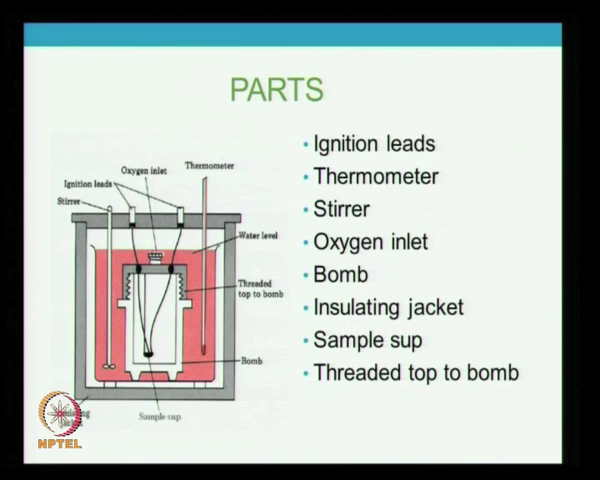 PARTS
Oxygen inlet
Thermometer
Ignition leads
Stirrer
Water level
Threaded
top to bomb
Bomb
Sample sup
NPTEL
• Ignition leads
• Thermometer
• Stirrer
• Oxygen inlet
• Bomb
• Insulating jacket
• Sample sup
• Threaded top to bomb